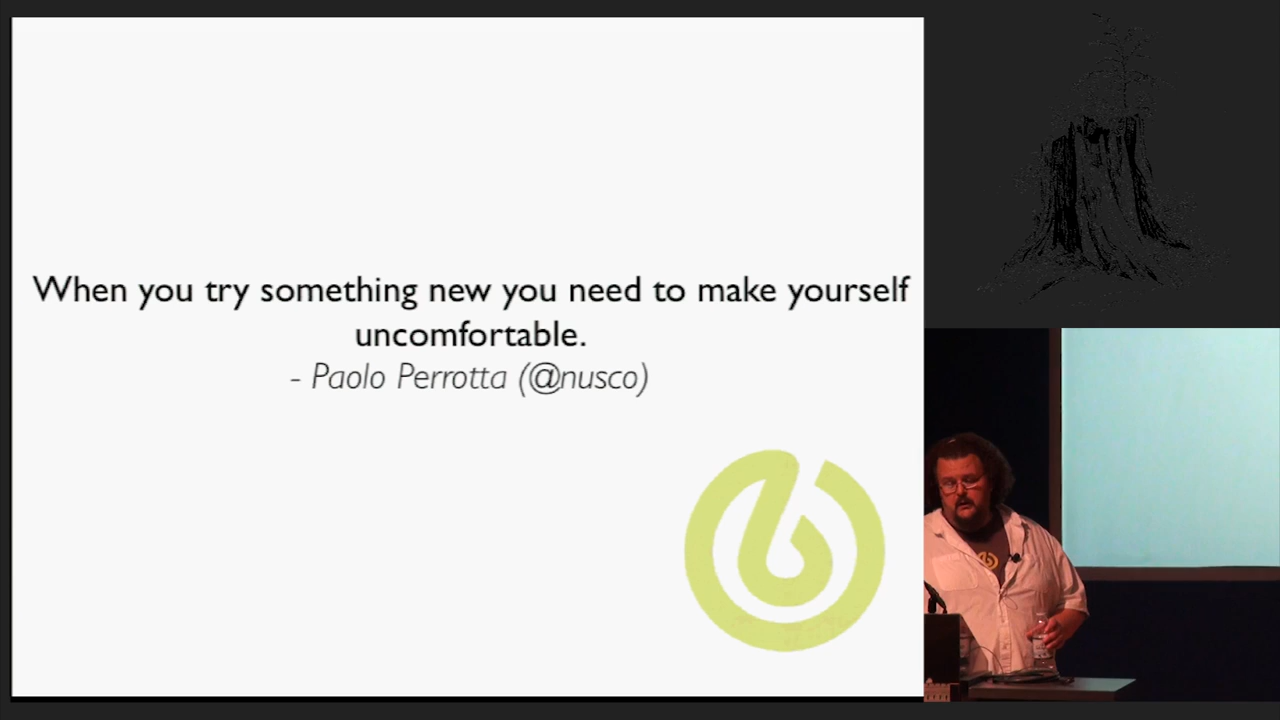 When you try something new you need to make yourself
uncomfortable.
- Paolo Perrotta (@nusco)